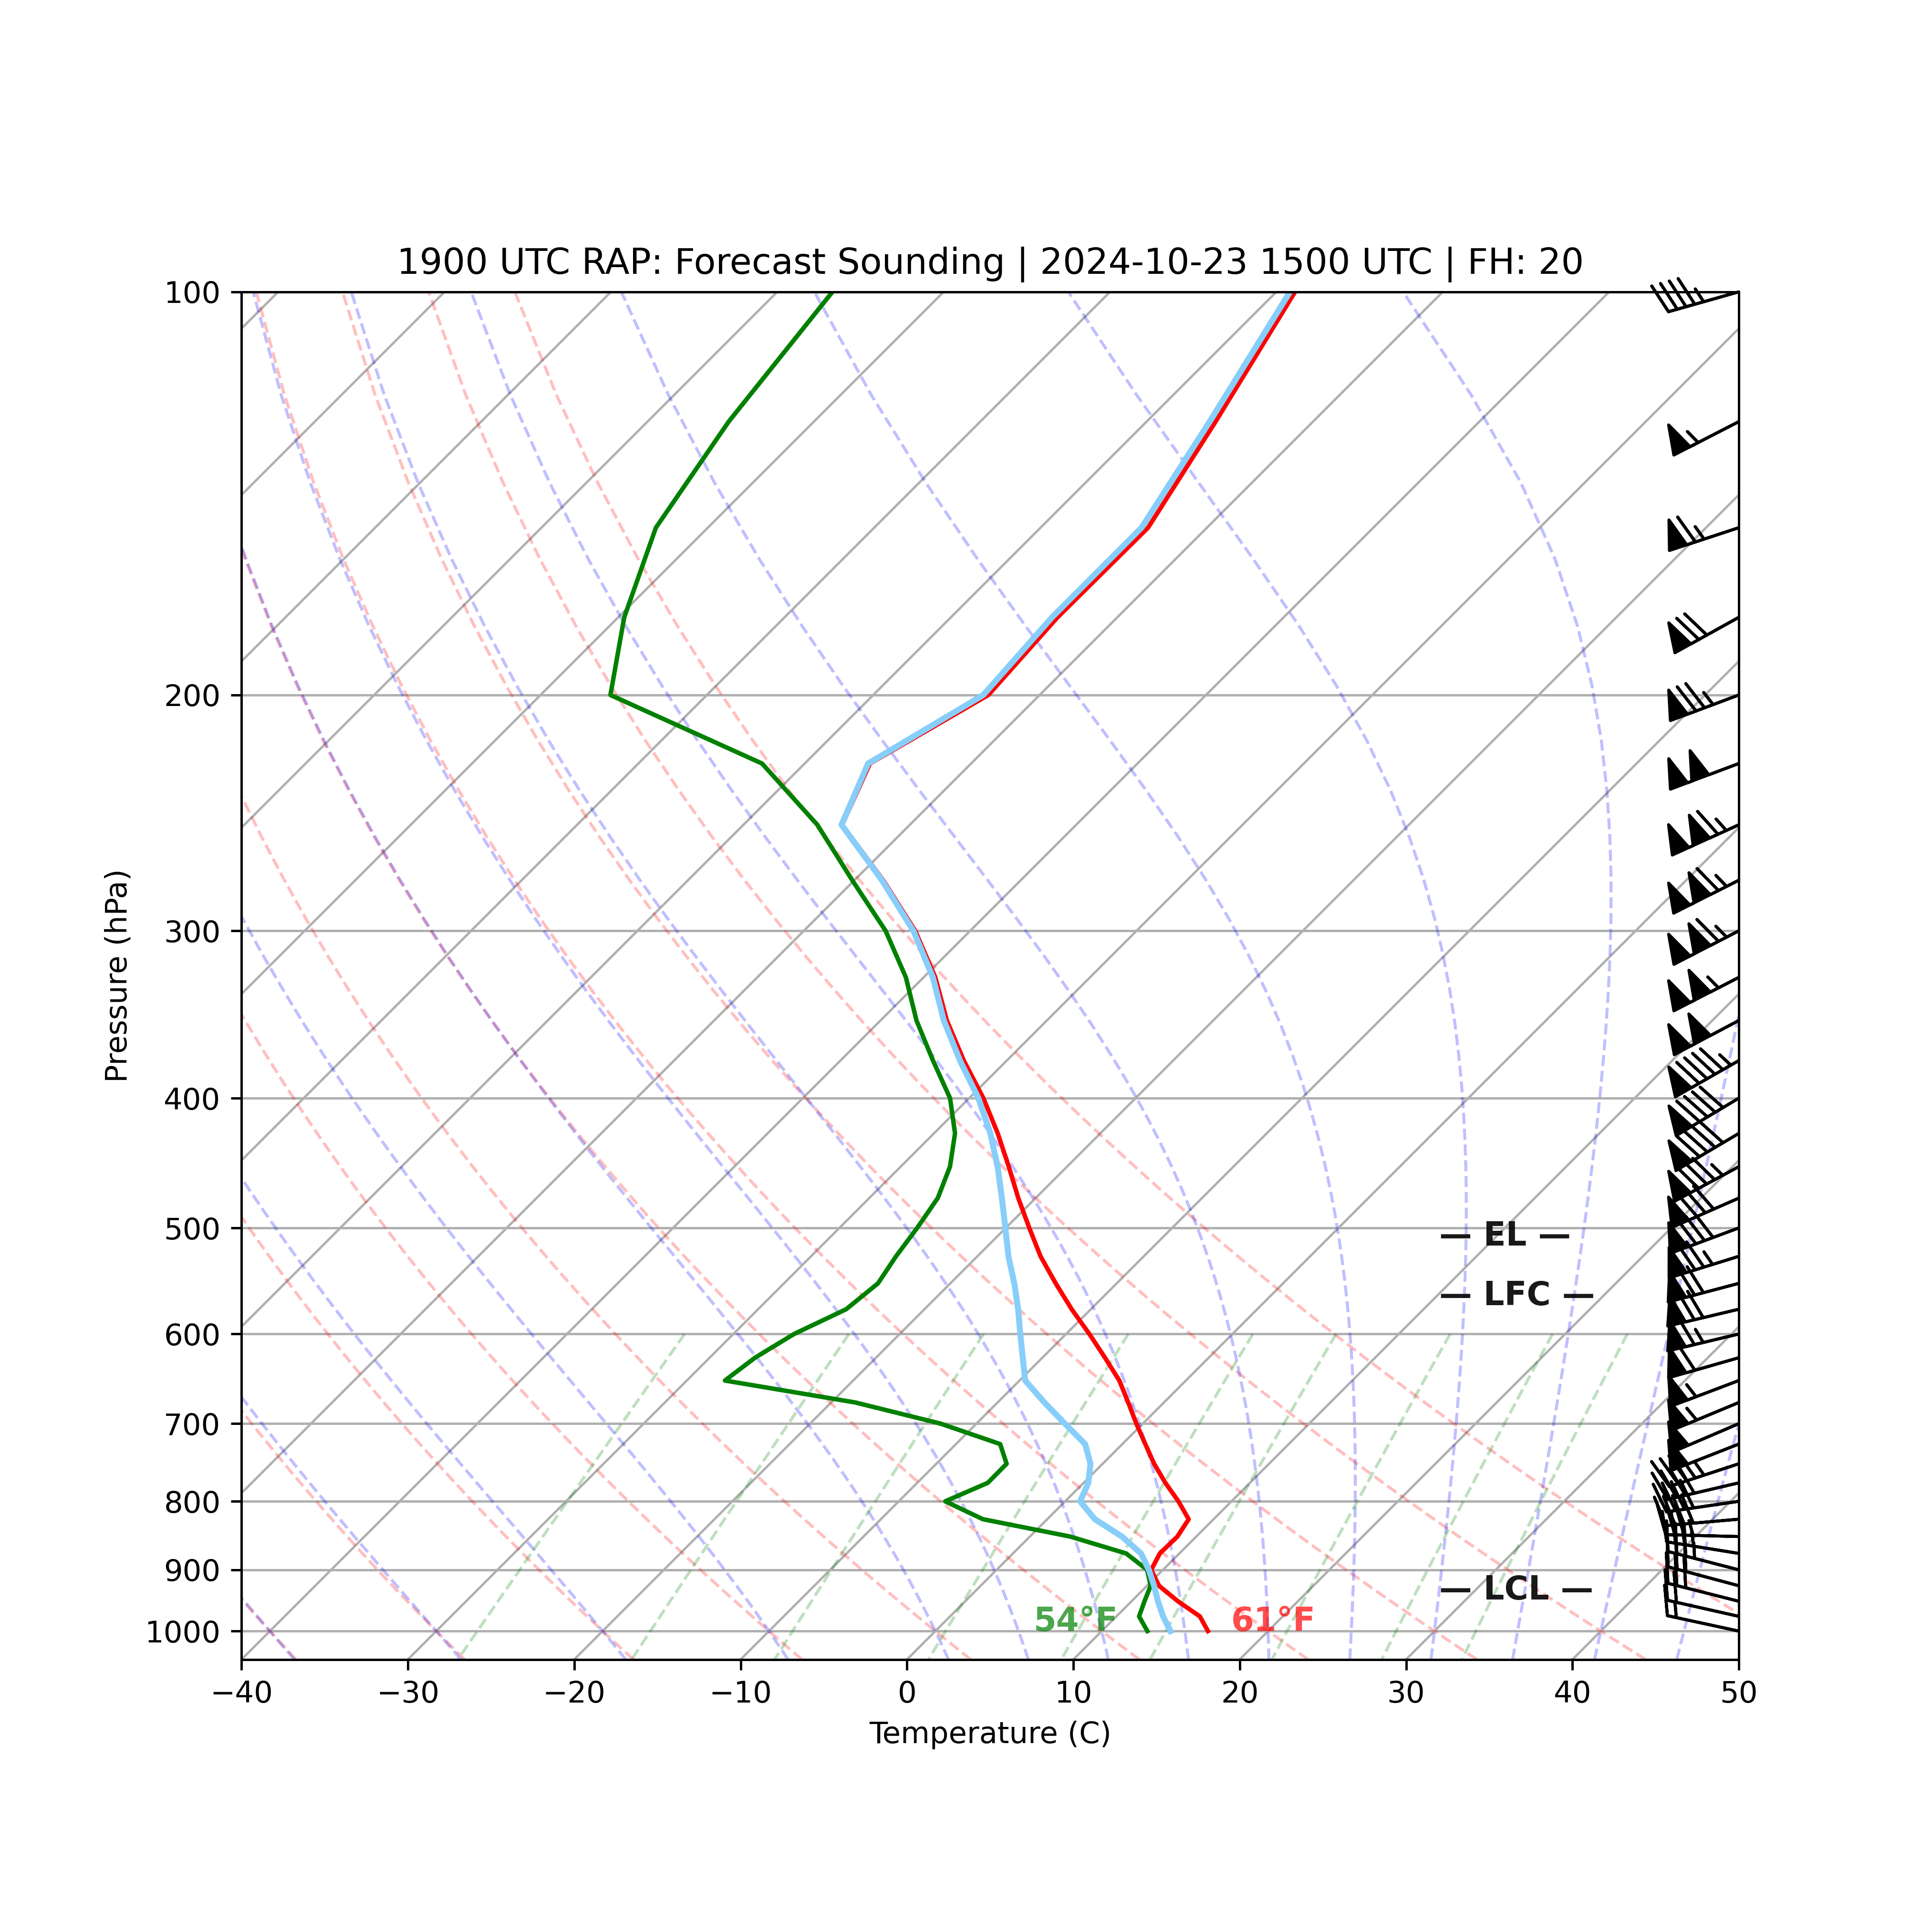 1900 UTC RAP: Forecast Sounding | 2024-10-23 1500 UTC | FH: 20
100
200
300
400
500
600
700
800
900
1000
Pressure (hPa)
— EL —
— LFC —
— LCL —
54°F
61°F
−40 −30 −20 −10 0 10 20 30 40 50
Temperature (C)